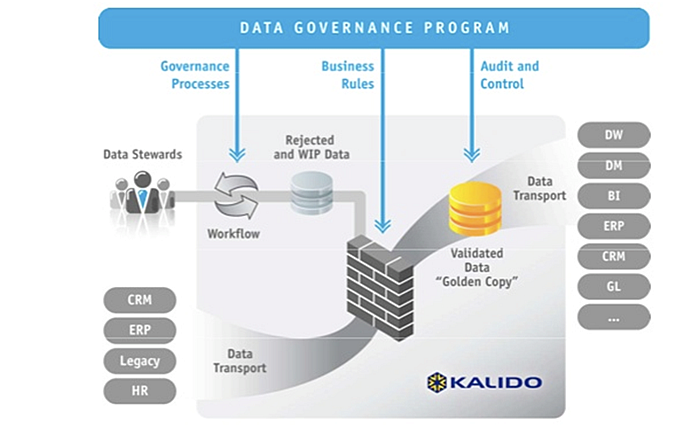 DATA GOVERNANCE PROGRAM
Governance
Processes
Business
Rules
Audit and
Control
Data Stewards
Rejected
and WIP Data
Workflow
Data
Transport
Validated
Data
“Golden Copy”
DW
DM
BI
ERP
CRM
GL
...
CRM
ERP
Legacy
HR
Data
Transport
KALIDO